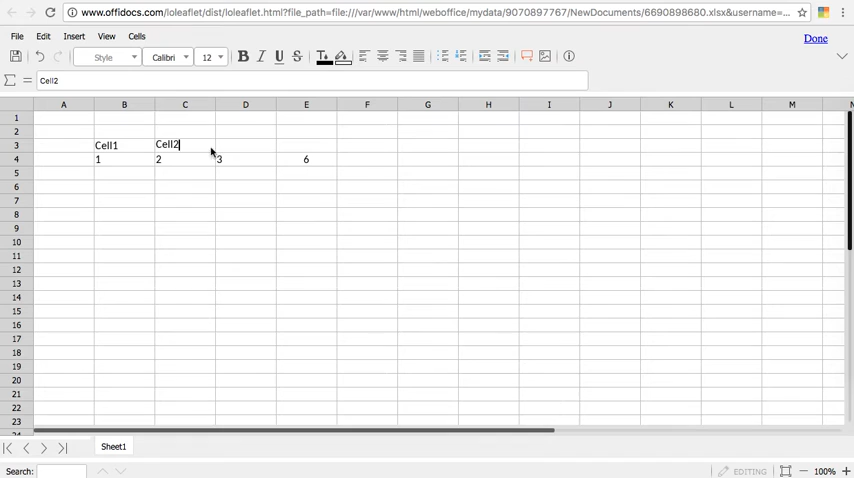 www.offidocs.com/loleaflet/dist/loleaflet.html?file_path=file:///var/www/html/weboffice/mydata/9070897767/NewDocuments/6690898680.xlsx&username=...
File Edit Insert View Cells
Done
Style Calibri 12
Cell2
A B C D E F G H I J K L M N
1
2
3 Cell1 Cell2
4 1 2 3 6
5
6
7
8
9
10
11
12
13
14
15
16
17
18
19
20
21
22
23
24
Sheet1
Search: EDITING 100%